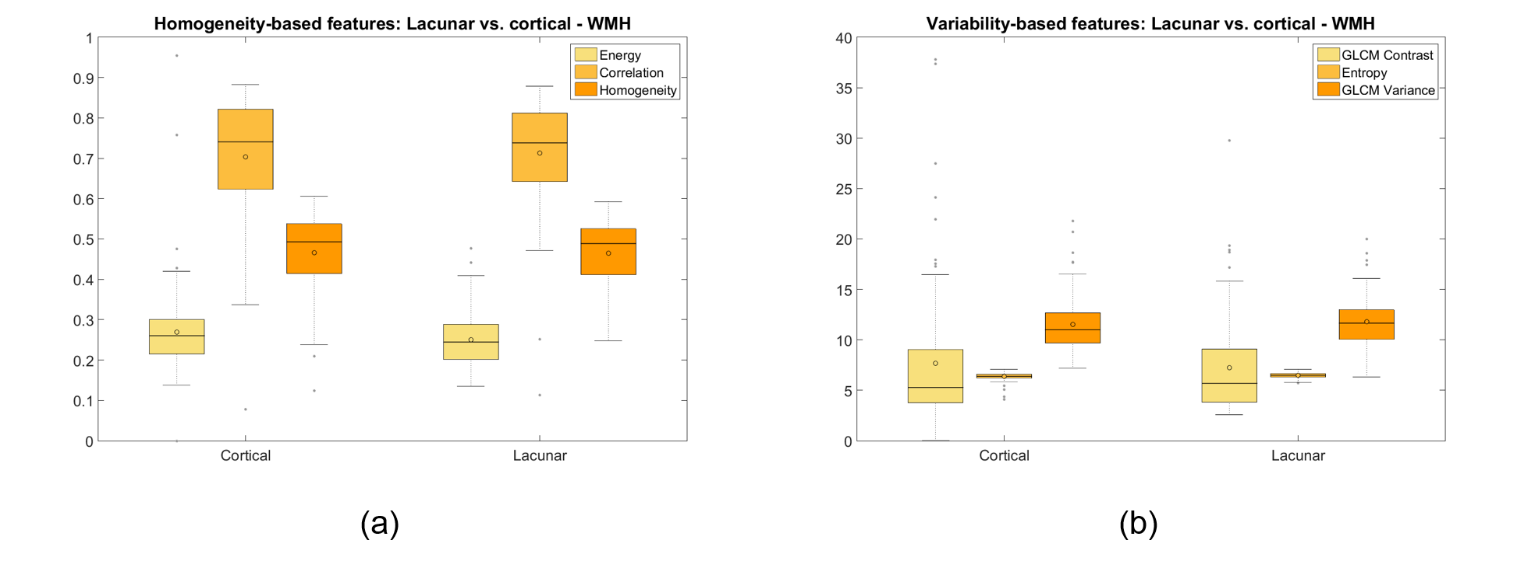 Homogeneity-based features: Lacunar vs. cortical - WMH
1
0.9
0.8
0.7
0.6
0.5
0.4
0.3
0.2
0.1
0
Energy
Correlation
Homogeneity
Cortical Lacunar
(a)
Variability-based features: Lacunar vs. cortical - WMH
40
35
30
25
20
15
10
5
0
GLCM Contrast
Entropy
GLCM Variance
Cortical Lacunar
(b)